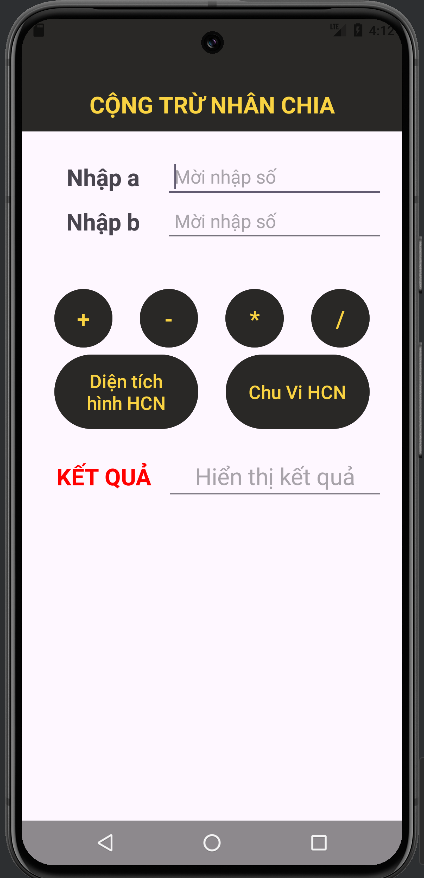 4:12
CỘNG TRỪ NHÂN CHIA
Nhập a Mời nhập số
Nhập b Mời nhập số
+ - * /
Diện tích
hình HCN
Chu Vi HCN
KẾT QUẢ Hiển thị kết quả